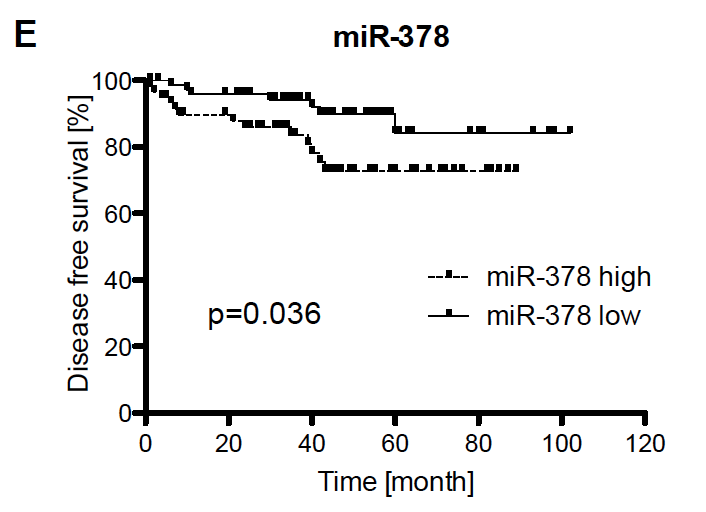 E
miR-378
Disease free survival [%]
100
80
60
40
20
0
p=0.036
miR-378 high
miR-378 low
0 20 40 60 80 100 120
Time [month]